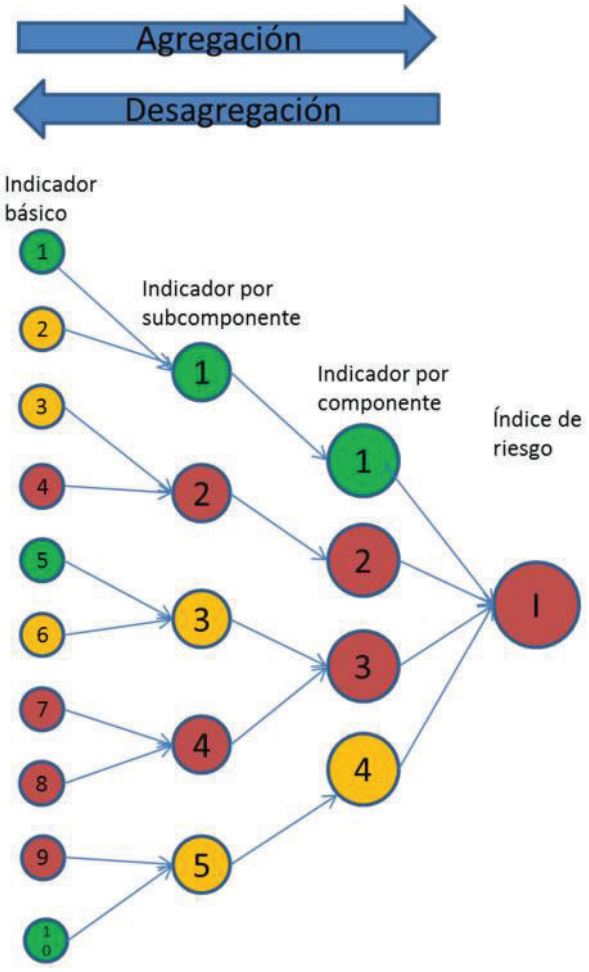 Agregación
Desagregación
Indicador
básico
1
2
3
4
5
6
7
8
9
1
0
Indicador por
subcomponente
1
2
3
4
5
Indicador por
componente
1
2
3
4
Índice de
riesgo
I